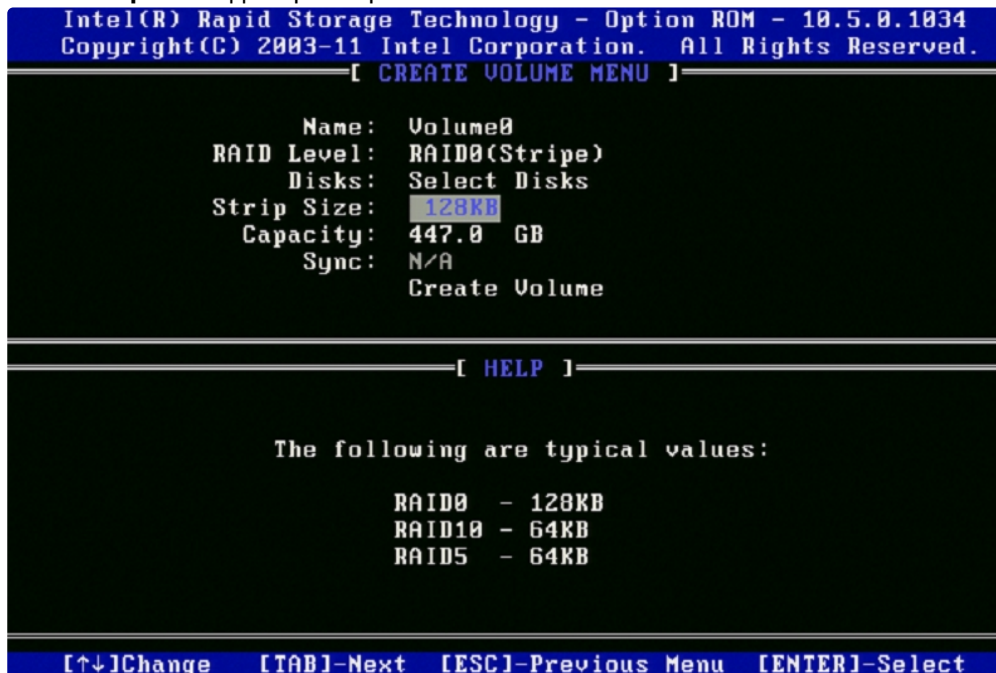 Intel(R) Rapid Storage Technology - Option ROM - 10.5.0.1034
Copyright(C) 2003-11 Intel Corporation. All Rights Reserved.
[ CREATE VOLUME MENU ]
Name: Volume0
RAID Level: RAID0(Stripe)
Disks: Select Disks
Strip Size: 128KB
Capacity: 447.0 GB
Sync: N/A
Create Volume
[ HELP ]
The following are typical values:
RAID0 - 128KB
RAID10 - 64KB
RAID5 - 64KB
[↑↓]Change [TAB]-Next [ESC]-Previous Menu [ENTER]-Select